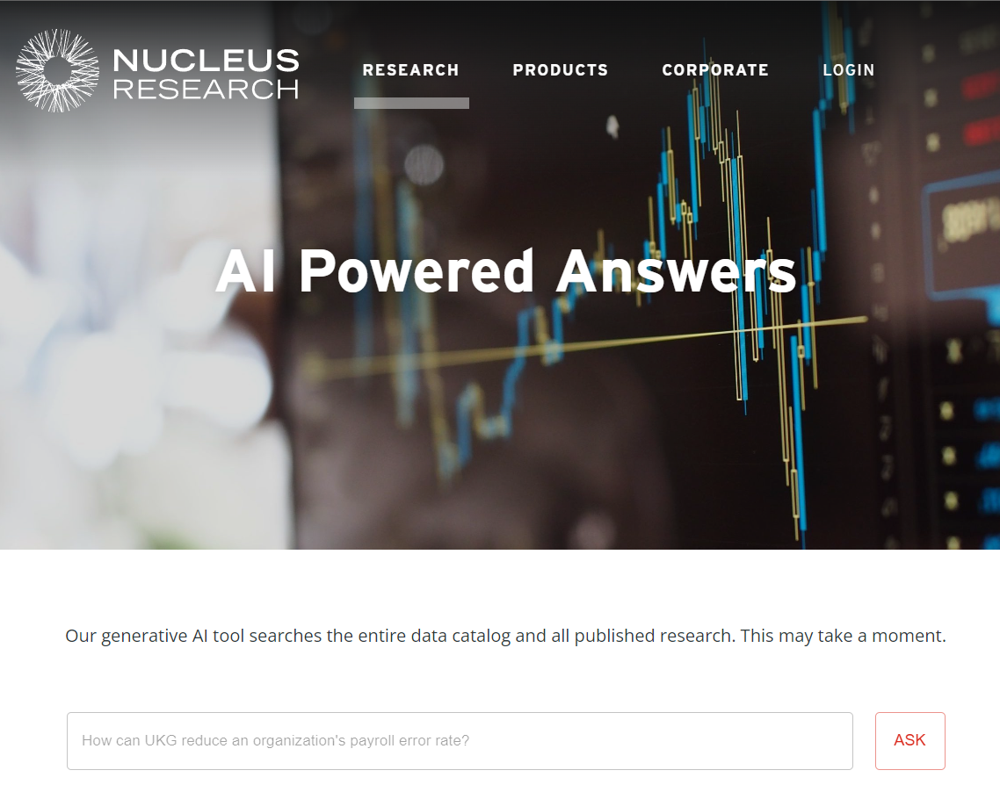 NUCLEUS
RESEARCH
RESEARCH PRODUCTS CORPORATE LOGIN
AI Powered Answers
Our generative AI tool searches the entire data catalog and all published research. This may take a moment.
How can UKG reduce an organization's payroll error rate?
ASK